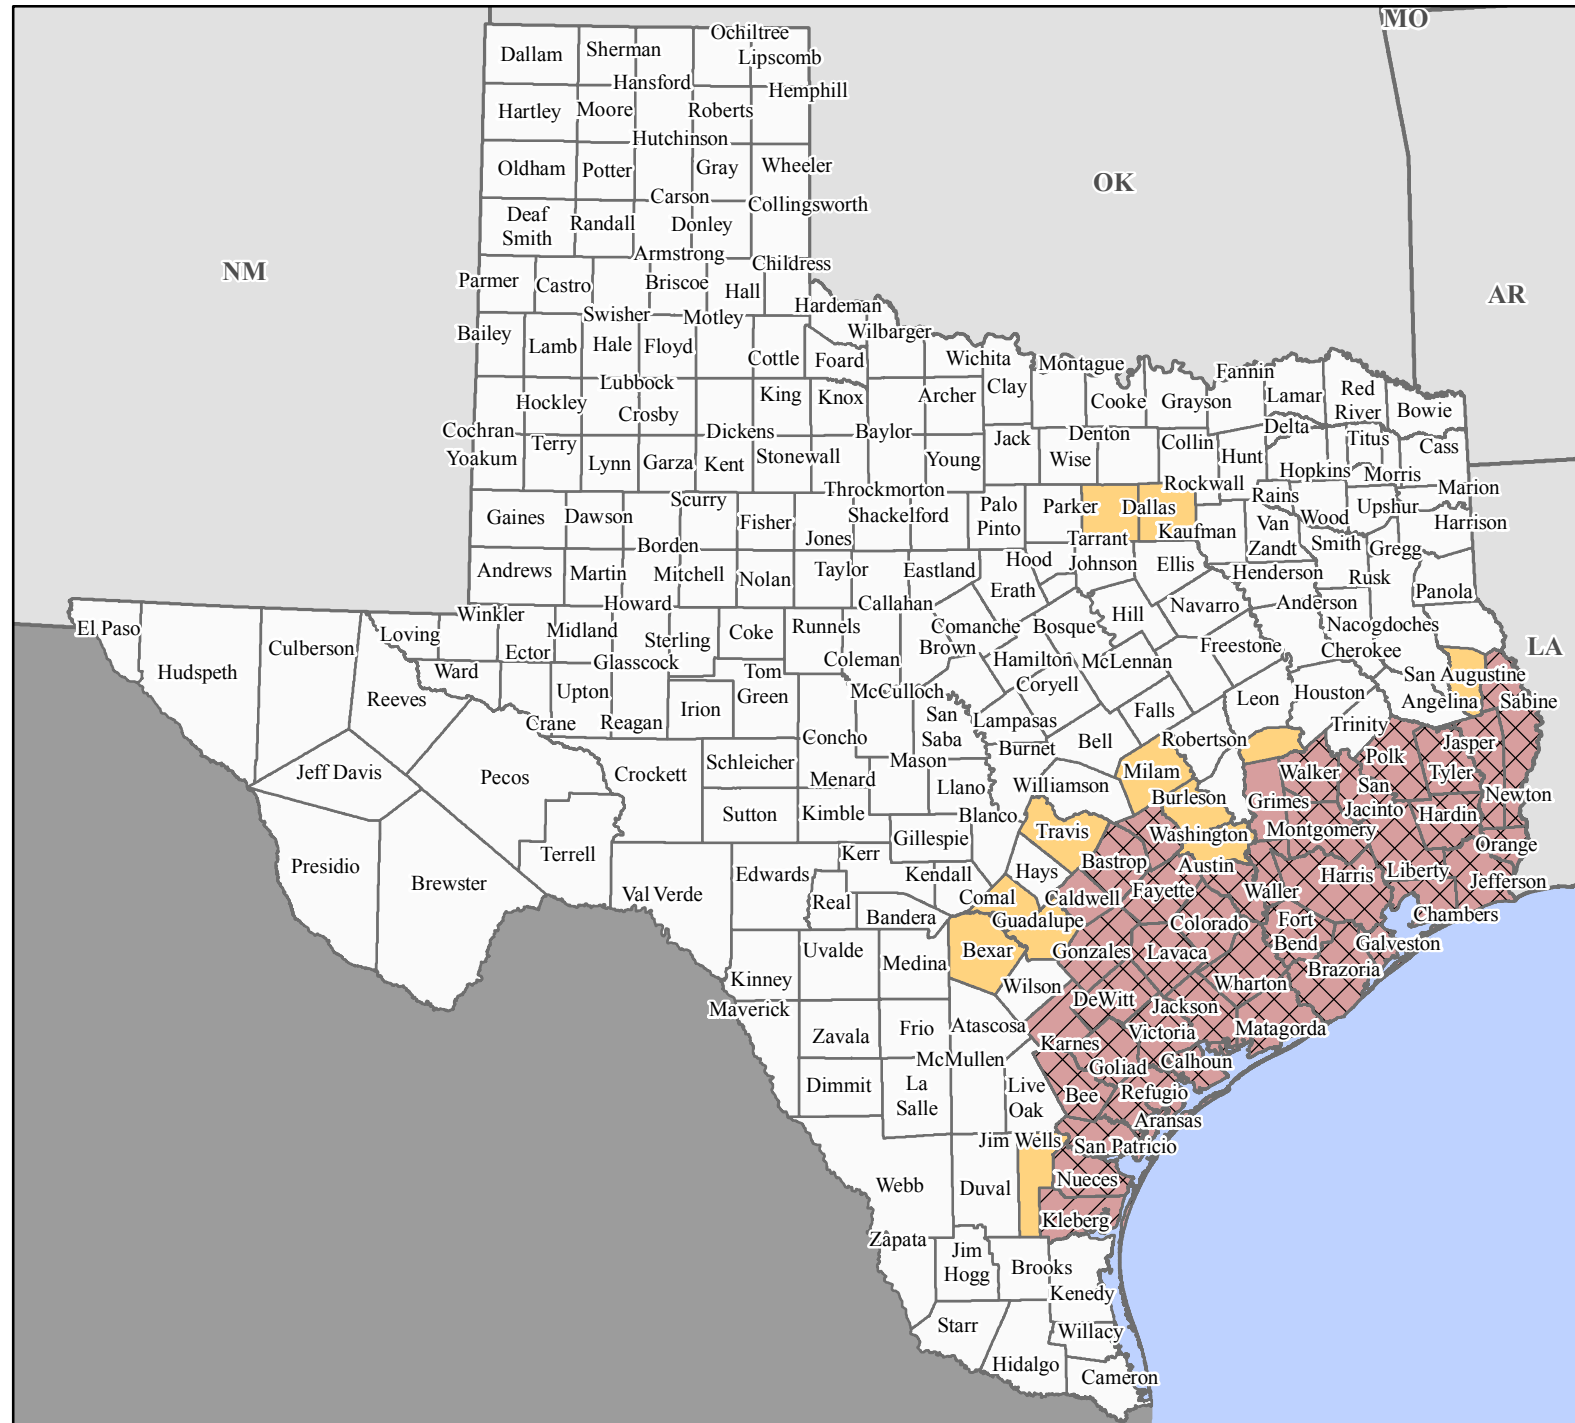 MO
Ochiltree
Dallam
Sherman
Lipscomb
Hansford
Hemphill
Hartley
Moore
Roberts
Hutchinson
Oldham
Potter
Gray
Wheeler
OK
Carson
Collingsworth
Deaf
Smith
Randall
Donley
Armstrong
Childress
NM
Parmer
Castro
Briscoe
Hall
AR
Hardeman
Swisher
Motley
Bailey
Wilbarger
Lamb
Hale
Floyd
Cottle
Foard
Wichita
Montague
Fannin
Lubbock
Clay
Hockley
Crosby
King
Knox
Archer
Cooke
Grayson
Lamar
Red
River
Bowie
Cochran
Terry
Dickens
Baylor
Jack
Denton
Collin
Delta
Titus
Cass
Yoakum
Lynn
Garza
Kent
Stonewall
Young
Wise
Hunt
Hopkins
Morris
Rockwall
Marion
Scurry
Throckmorton
Rains
Gaines
Dawson
Fisher
Jones
Shackelford
Palo
Pinto
Parker
Dallas
Van
Zandt
Wood
Upshur
Harrison
Borden
Tarrant
Kaufman
Smith
Gregg
Andrews
Martin
Mitchell
Nolan
Taylor
Eastland
Hood
Johnson
Ellis
Henderson
Rusk
Panola
Erath
Winkler
Howard
Callahan
Hill
Navarro
Anderson
El Paso
Loving
Midland
Sterling
Coke
Runnels
Comanche
Bosque
Nacogdoches
Culberson
Ector
Glasscock
Coleman
Brown
Hamilton
McLennan
Freestone
Cherokee
LA
Hudspeth
Ward
Tom
Green
San Augustine
Reeves
Upton
Irion
McCulloch
Coryell
Leon
Houston
Angelina
Sabine
Crane
Reagan
San
Saba
Lampasas
Falls
Trinity
Concho
Burnet
Bell
Robertson
Jasper
Jeff Davis
Pecos
Crockett
Schleicher
Menard
Mason
Llano
Williamson
Milam
Walker
Polk
Tyler
San
Jacinto
Newton
Sutton
Kimble
Blanco
Burleson
Grimes
Hardin
Gillespie
Travis
Washington
Montgomery
Orange
Presidio
Terrell
Kerr
Bastrop
Austin
Brewster
Val Verde
Edwards
Kendall
Hays
Harris
Liberty
Jefferson
Real
Comal
Caldwell
Fayette
Waller
Bandera
Guadalupe
Colorado
Fort
Bend
Chambers
Uvalde
Medina
Bexar
Gonzales
Lavaca
Galveston
Kinney
Wilson
Wharton
Brazoria
Maverick
DeWitt
Jackson
Zavala
Frio
Atascosa
Karnes
Victoria
Matagorda
McMullen
Goliad
Calhoun
Dimmit
La
Salle
Live
Oak
Bee
Refugio
Aransas
Jim Wells
San Patricio
Webb
Duval
Nueces
Kleberg
Zapata
Jim
Hogg
Brooks
Kenedy
Starr
Willacy
Hidalgo
Cameron